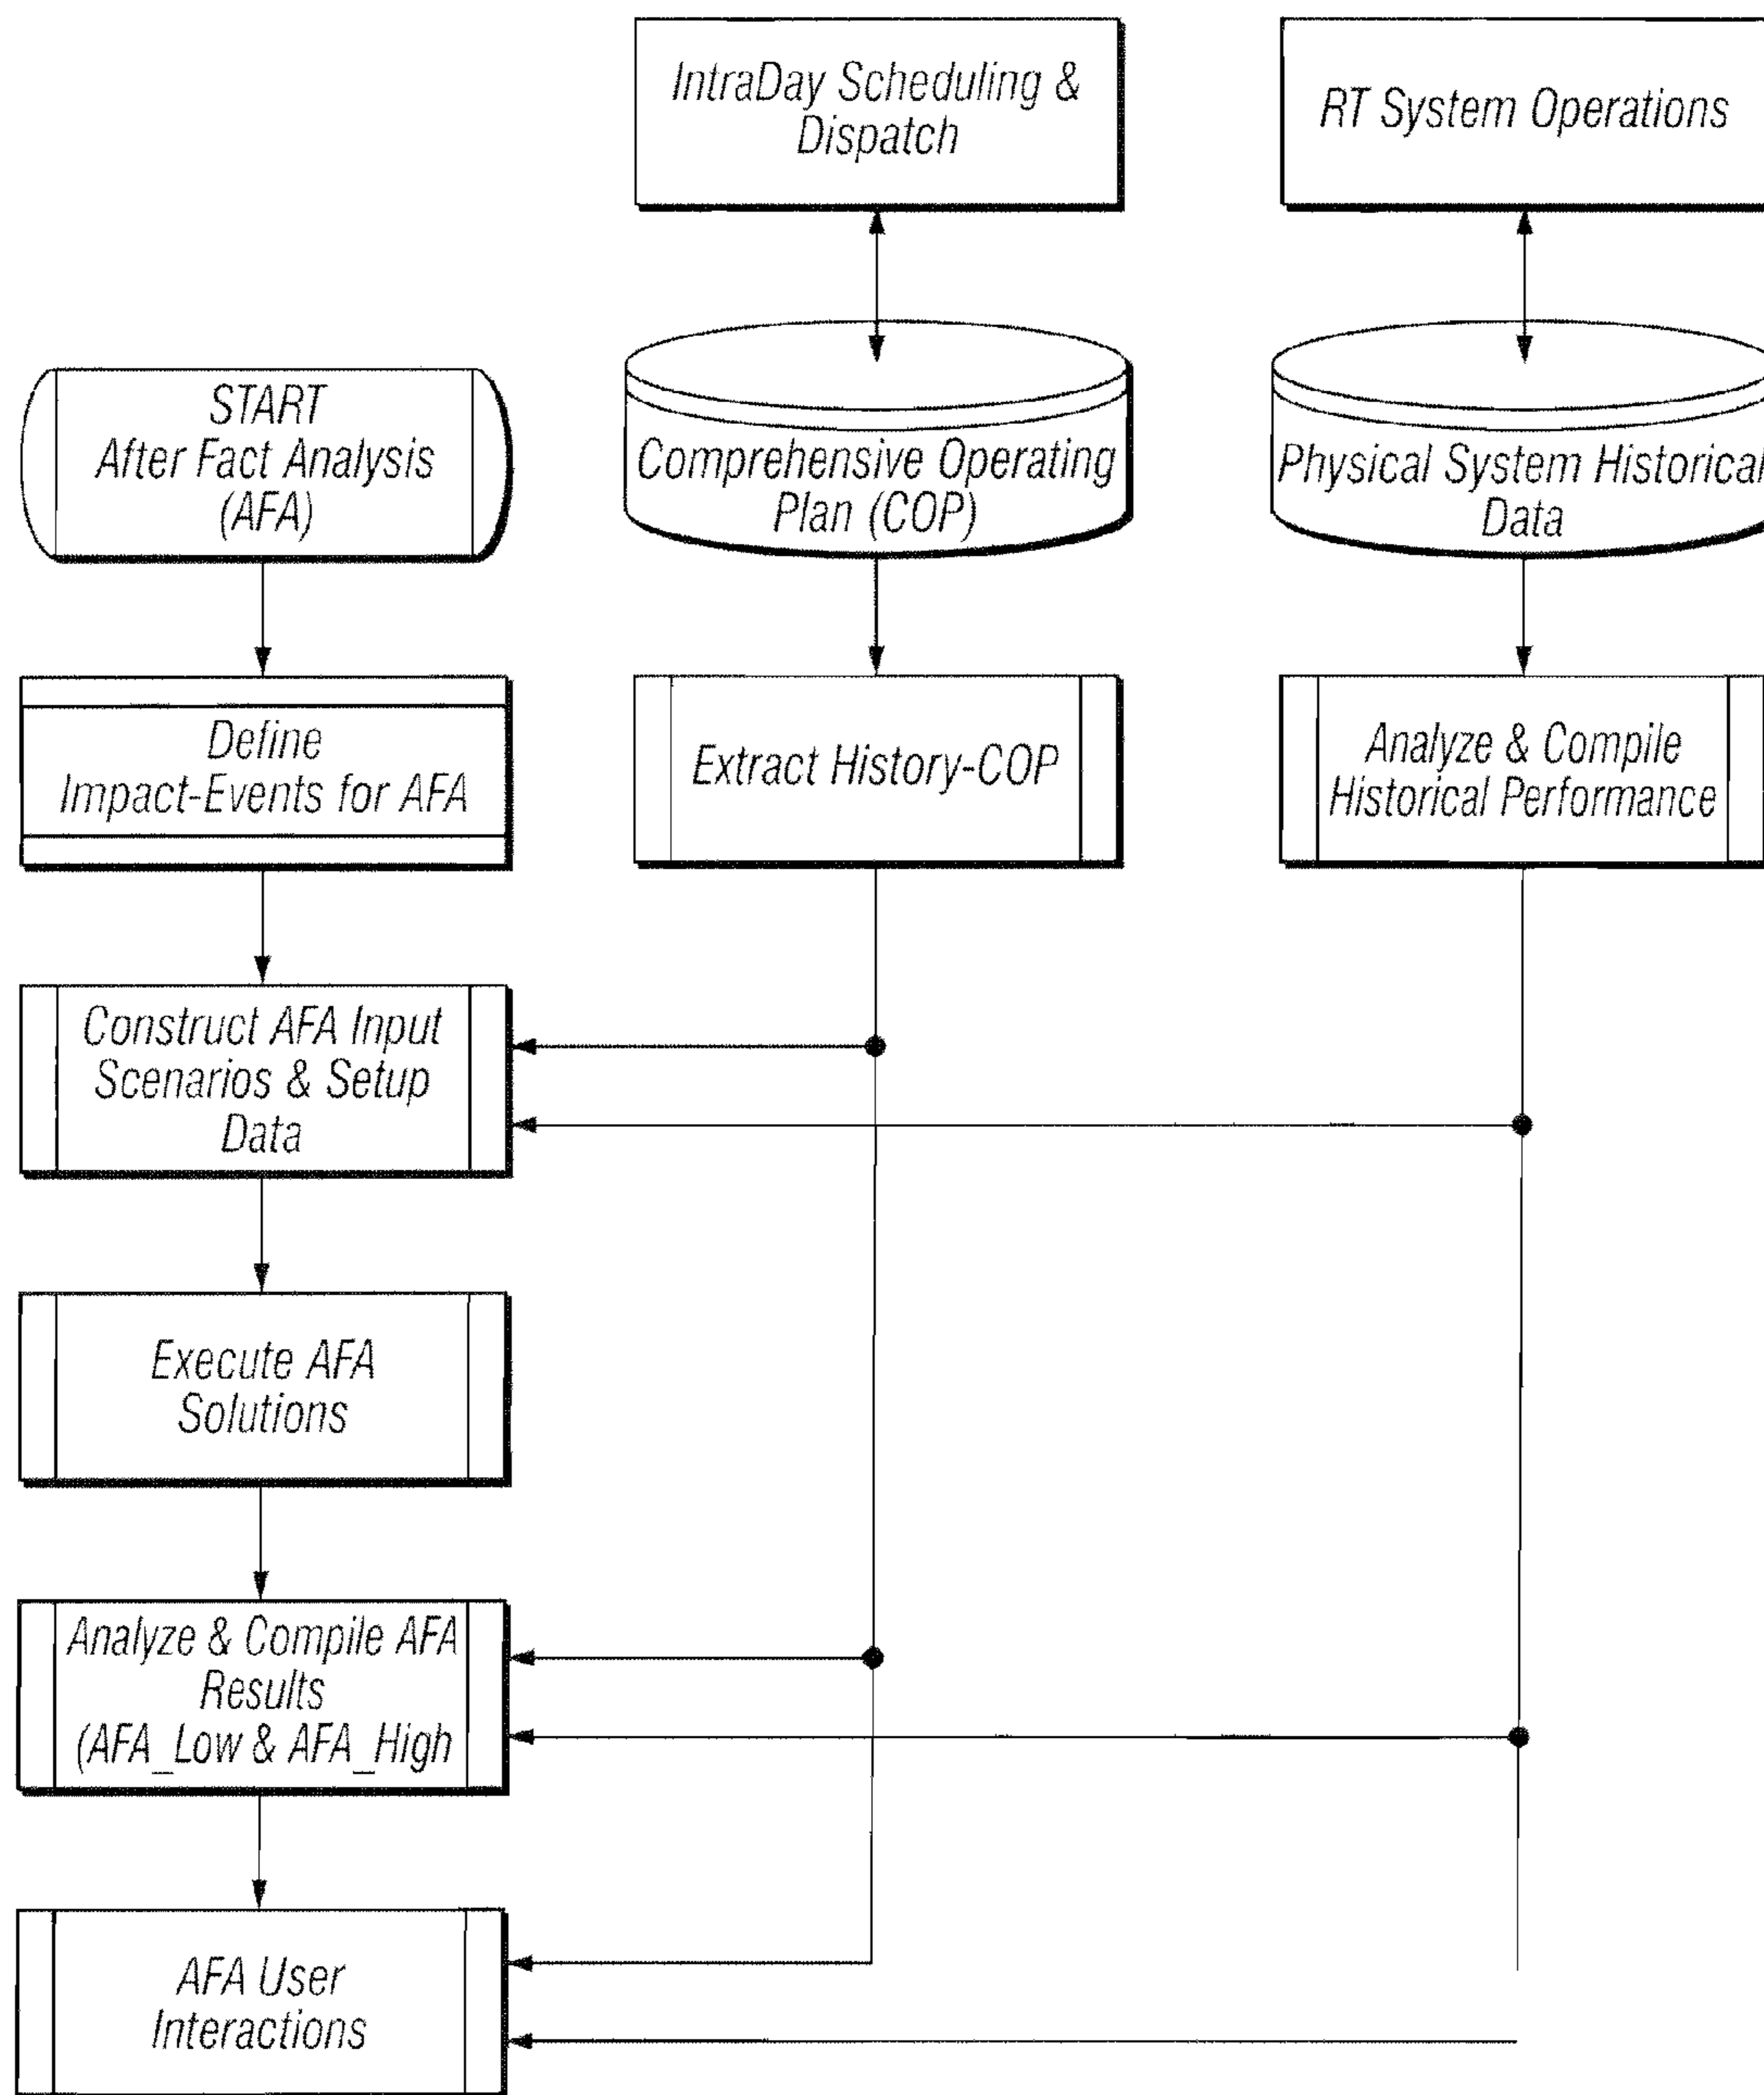 IntraDay Scheduling &
Dispatch
RT System Operations
START
After Fact Analysis
(AFA)
Comprehensive Operating
Plan (COP)
Physical System Historical
Data
Define
Impact-Events for AFA
Extract History-COP
Analyze & Compile
Historical Performance
Construct AFA Input
Scenarios & Setup
Data
Execute AFA
Solutions
Analyze & Compile AFA
Results
(AFA_Low & AFA_High
AFA User
Interactions